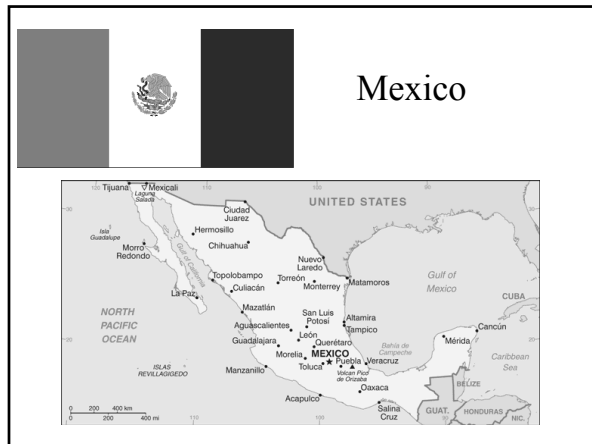 Mexico
Tijuana
Mexicali
Laguna
Salada
Ciudad
Juarez
UNITED STATES
Isla
Guadalupe
Hermosillo
Chihuahua
Morro
Redondo
Gulf of California
Nuevo
Laredo
Topolobampo
Torreón
Monterrey
Matamoros
Gulf of
Mexico
Culiacán
La Paz
Mazatlán
San Luis
Potosí
Altamira
Tampico
CUBA
NORTH
PACIFIC
OCEAN
Aguascalientes
León
Querétaro
Guadalajara
Bahía de
Campeche
Mérida
Cancún
MEXICO
Morelia
Toluca
Puebla
Veracruz
Caribbean
Sea
ISLAS
REVILLAGIGEDO
Manzanillo
Volcan Pico
de Orizaba
BELIZE
Oaxaca
Acapulco
Salina
Cruz
GUAT.
HONDURAS
NIC.
0 200 400 km
0 200 400 mi